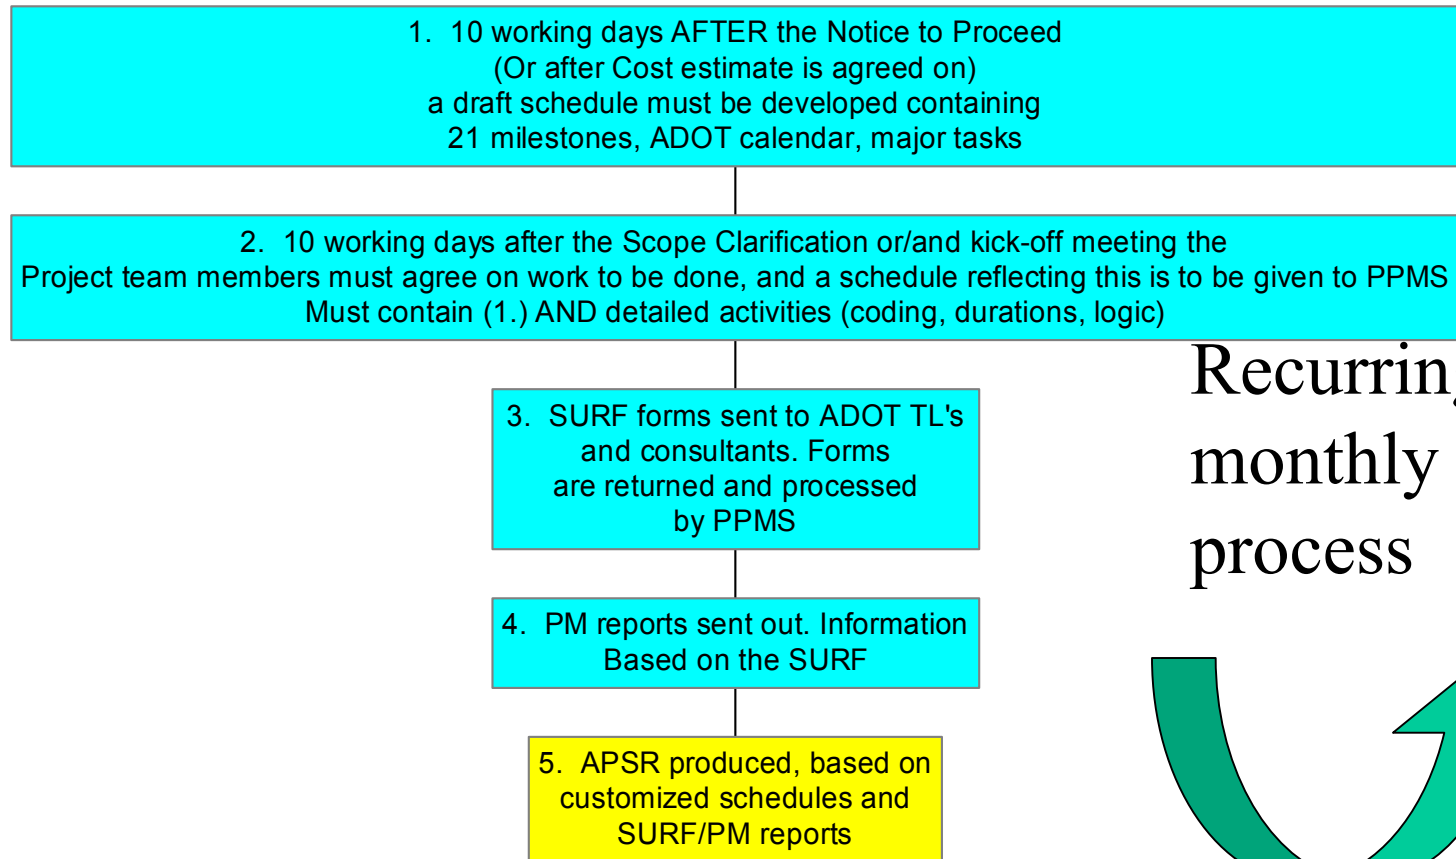 1. 10 working days AFTER the Notice to Proceed
(Or after Cost estimate is agreed on)
a draft schedule must be developed containing
21 milestones, ADOT calendar, major tasks
2. 10 working days after the Scope Clarification or/and kick-off meeting the
Project team members must agree on work to be done, and a schedule reflecting this is to be given to PPMS
Must contain (1.) AND detailed activities (coding, durations, logic)
3. SURF forms sent to ADOT TL's
and consultants. Forms
are returned and processed
by PPMS
4. PM reports sent out. Information
Based on the SURF
5. APSR produced, based on
customized schedules and
SURF/PM reports
Recurring
monthly
process